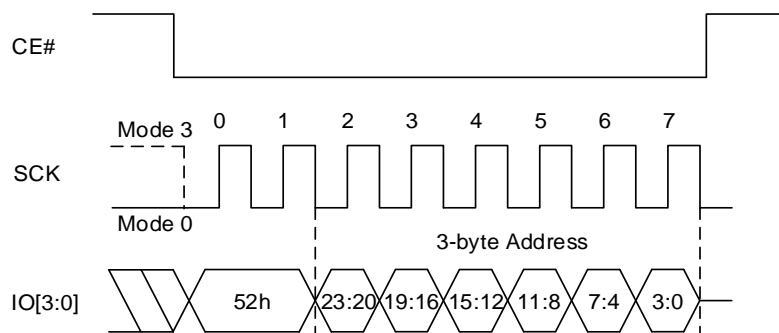 CE#
Mode 3 0 1 2 3 4 5 6 7
SCK
Mode 0
3-byte Address
IO[3:0] 52h 23:20 19:16 15:12 11:8 7:4 3:0